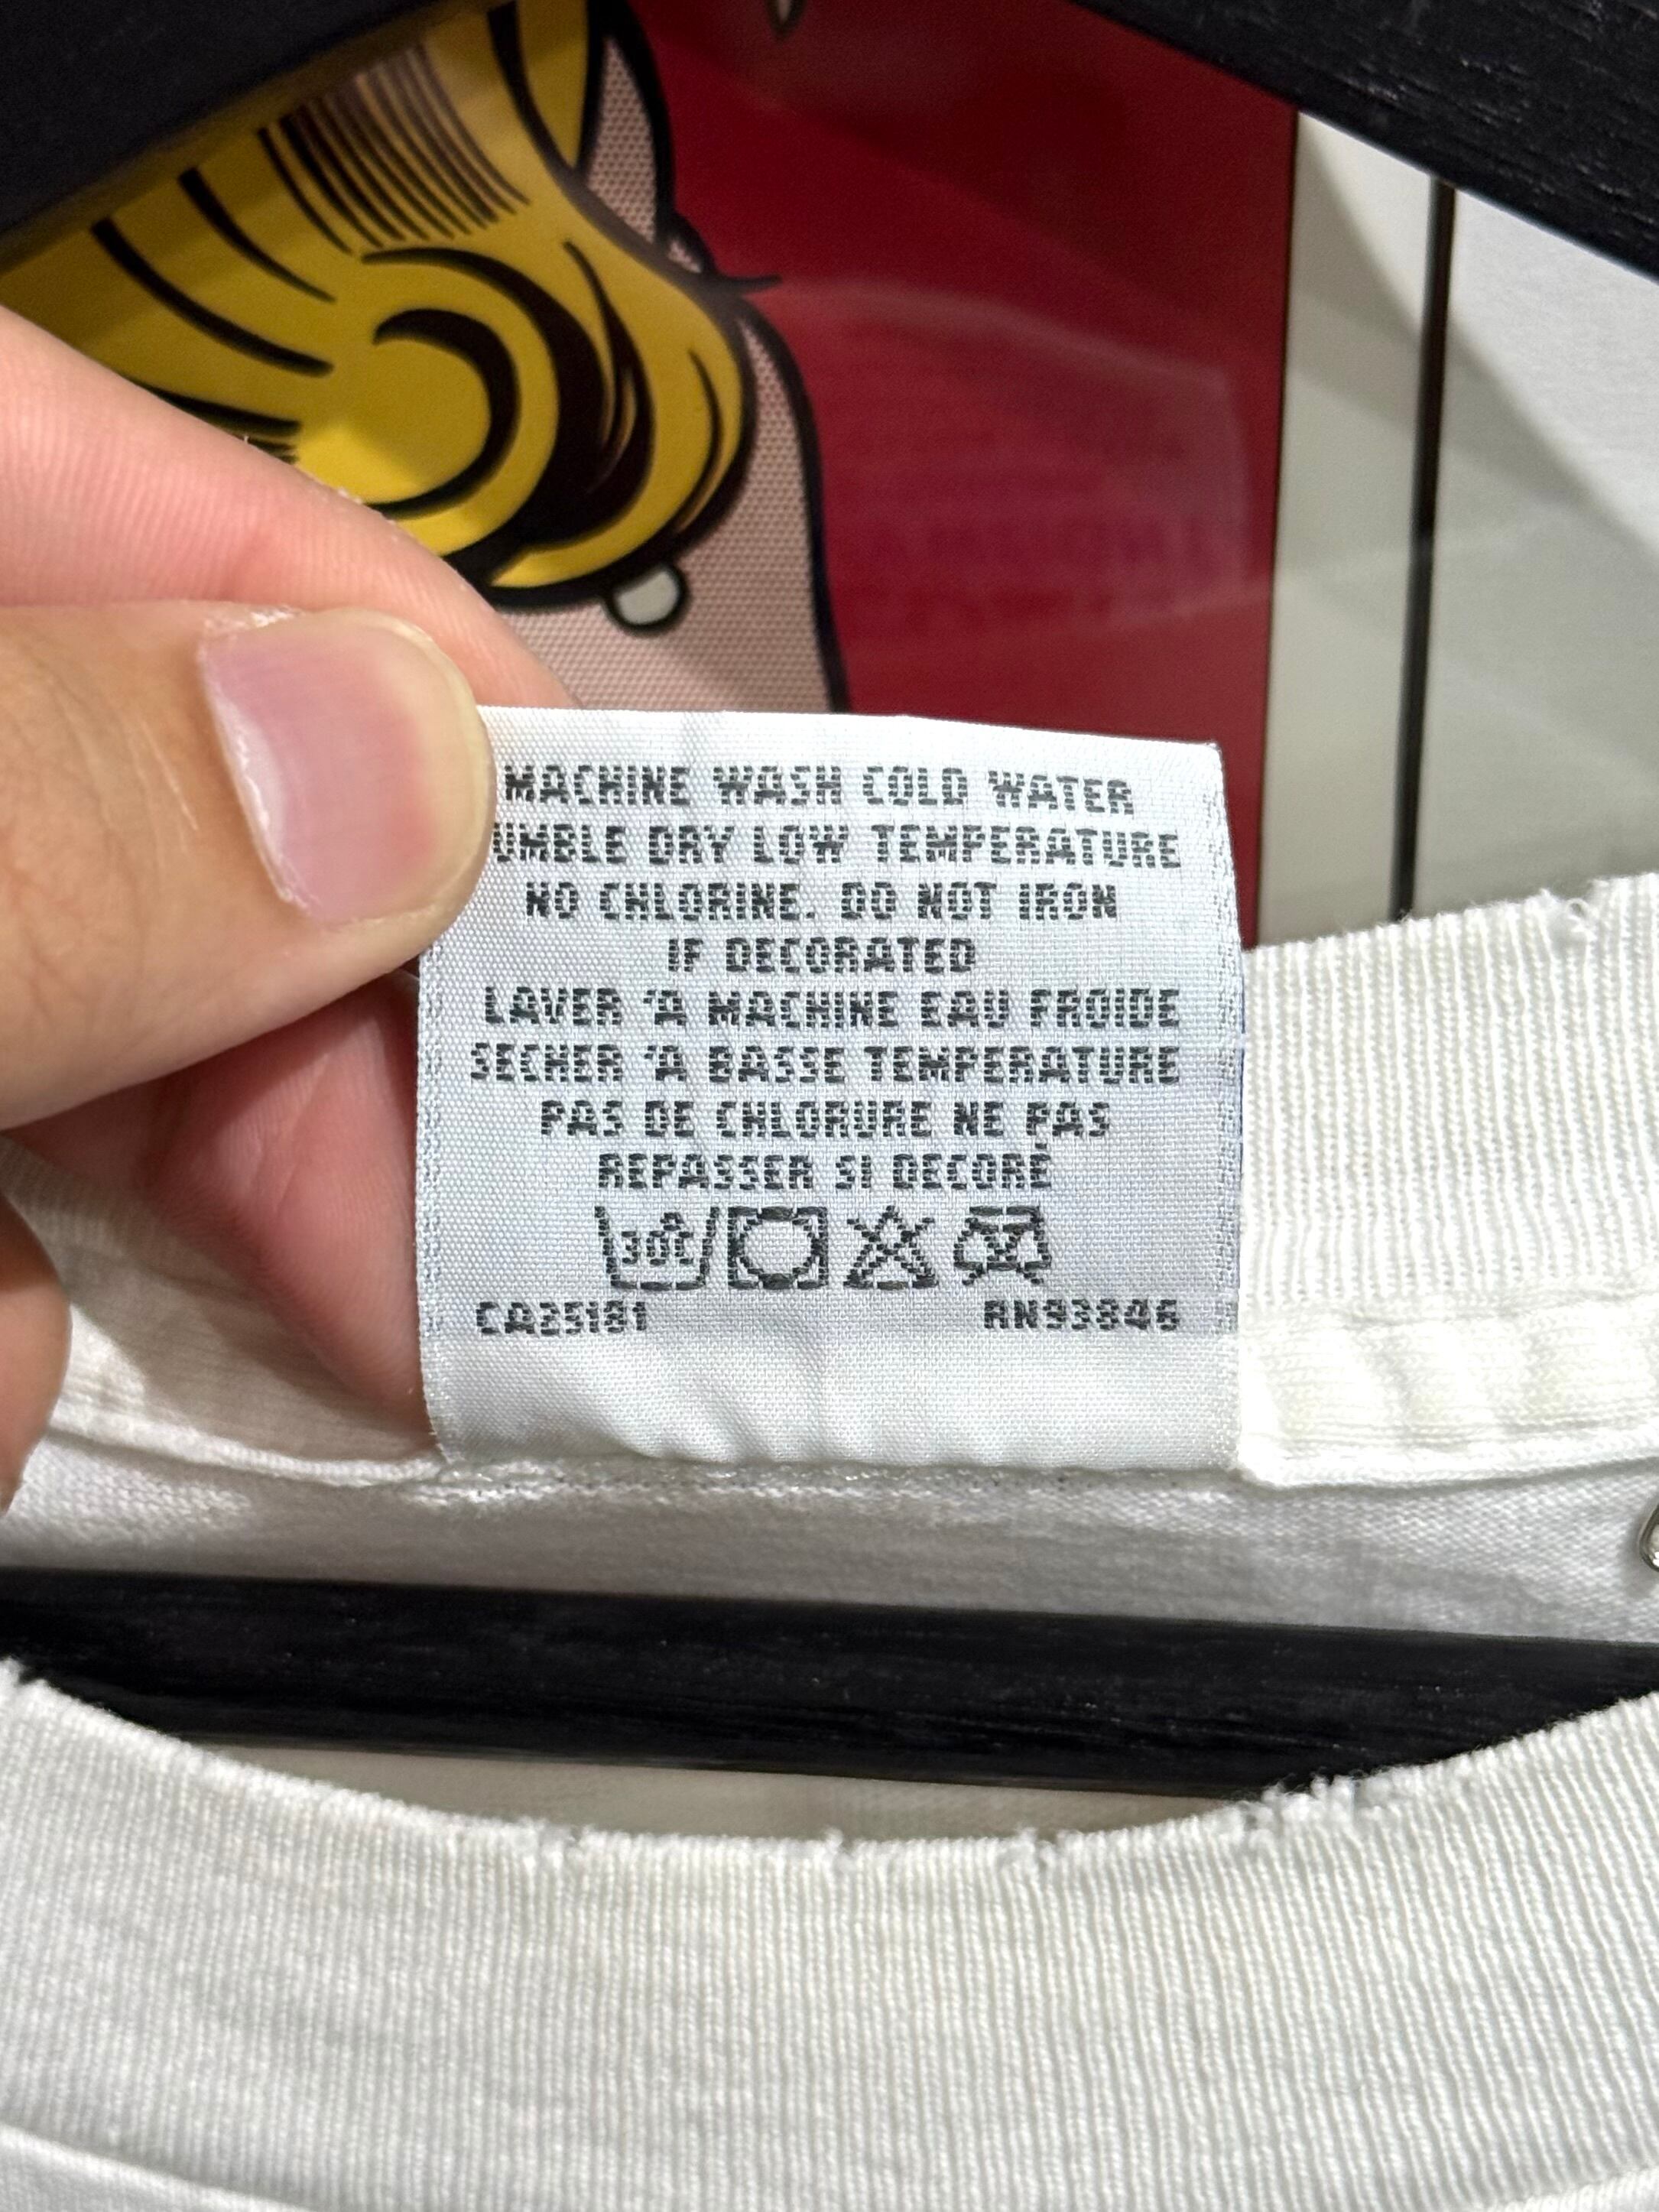 MACHINE WASH COLD WATER
UMBLE DRY LOW TEMPERATURE
NO CHLORINE. DO NOT IRON
IF DECORATED
LAVER 'A MACHINE EAU FROIDE
SECHER 'A BASSE TEMPERATURE
PAS DE CHLORURE NE PAS
REPASSER SI DECORÉ
30°C
CA25181 RN93846